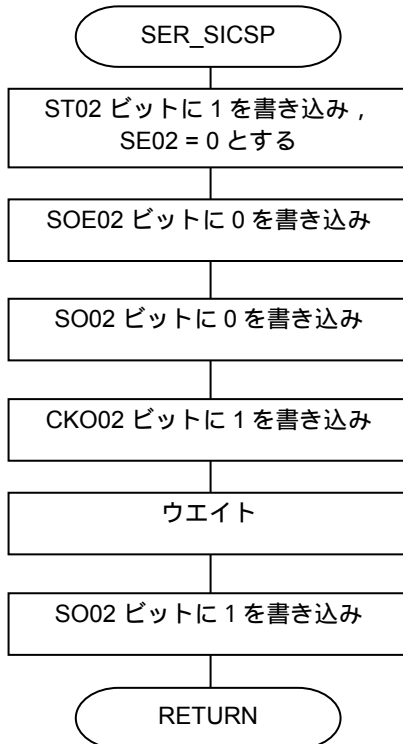 SER_SICSP
ST02 ビットに 1 を書き込み ,
SE02 = 0 とする
SOE02 ビットに 0 を書き込み
SO02 ビットに 0 を書き込み
CKO02 ビットに 1 を書き込み
ウエイト
SO02 ビットに 1 を書き込み
RETURN